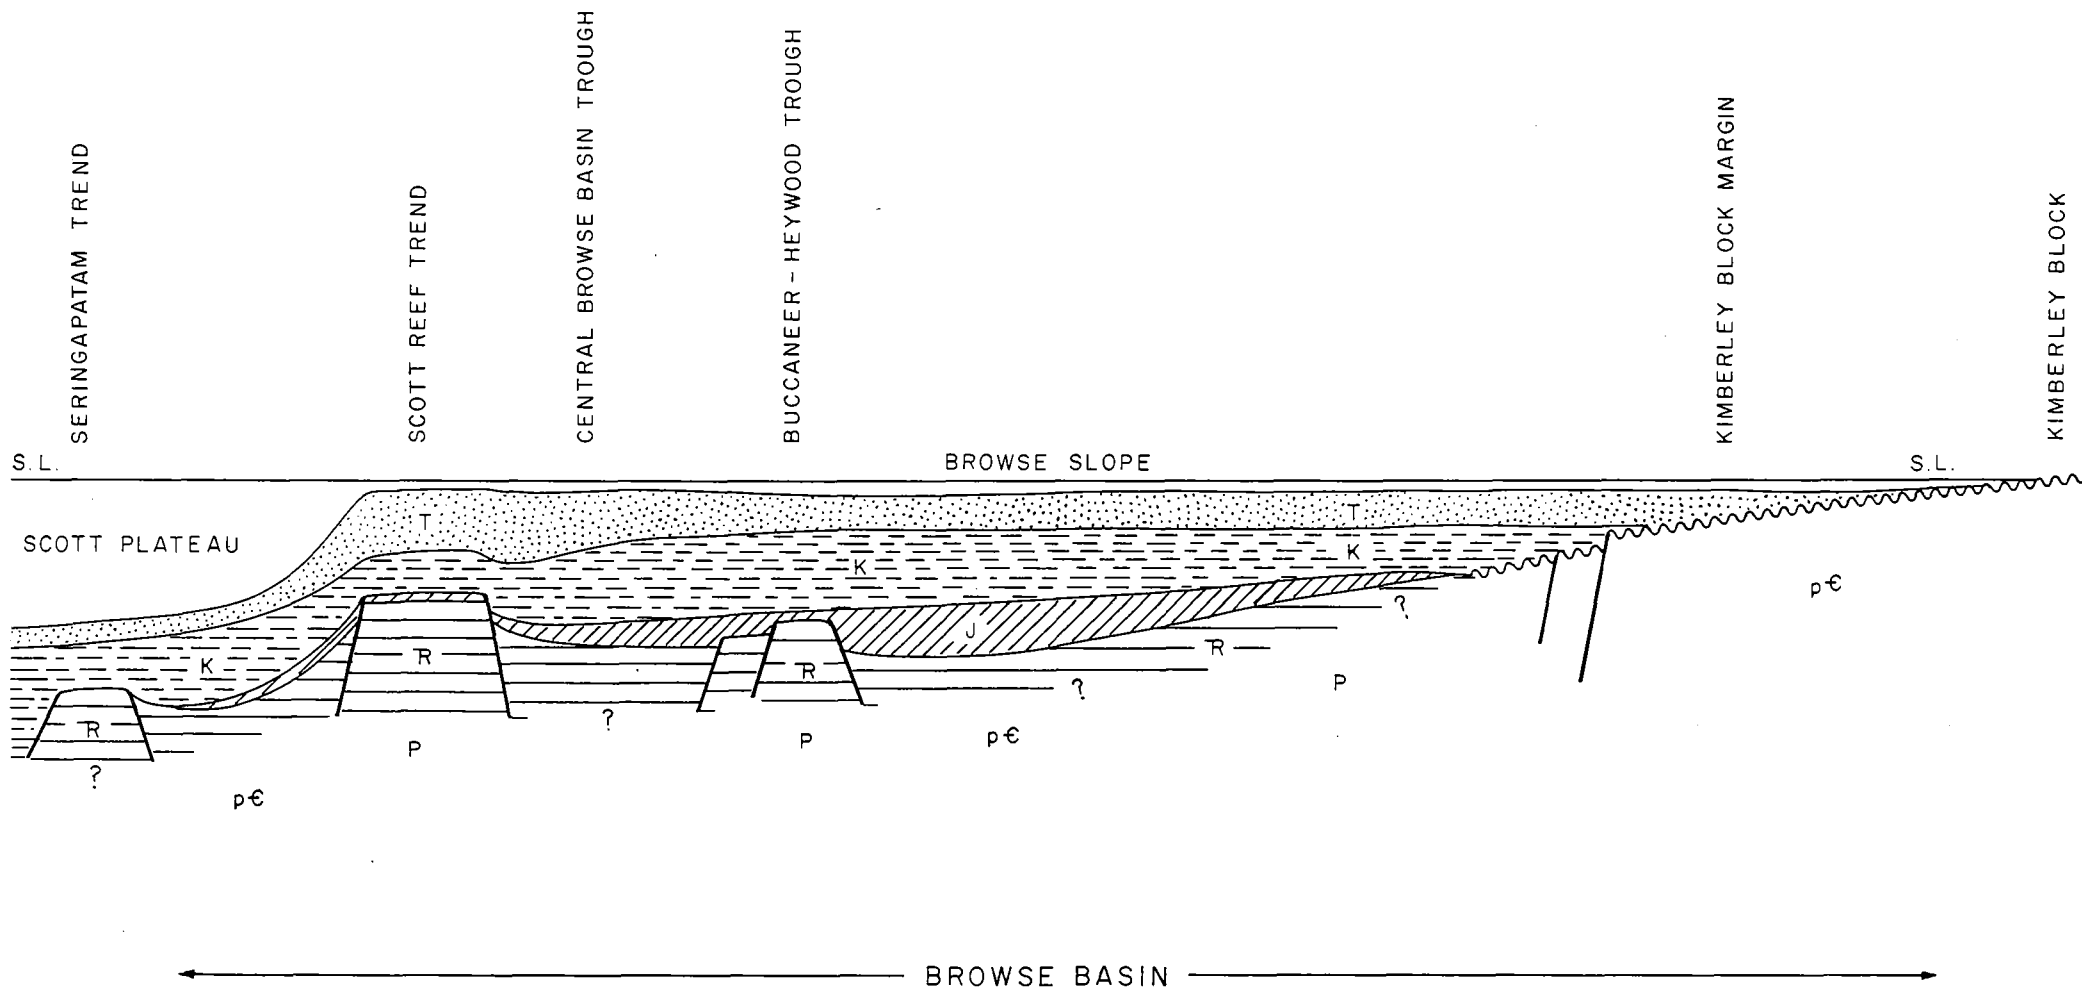 SERINGAPATAM TREND
SCOTT REEF TREND
CENTRAL BROWSE BASIN TROUGH
BUCCANEER-HEYWOOD TROUGH
KIMBERLEY BLOCK MARGIN
KIMBERLEY BLOCK
S.L.
BROWSE SLOPE
S.L.
SCOTT PLATEAU
T
T
K
K
K
J
p€
?
R
R
R
R
?
?
?
P
P
P
p€
p€
BROWSE BASIN